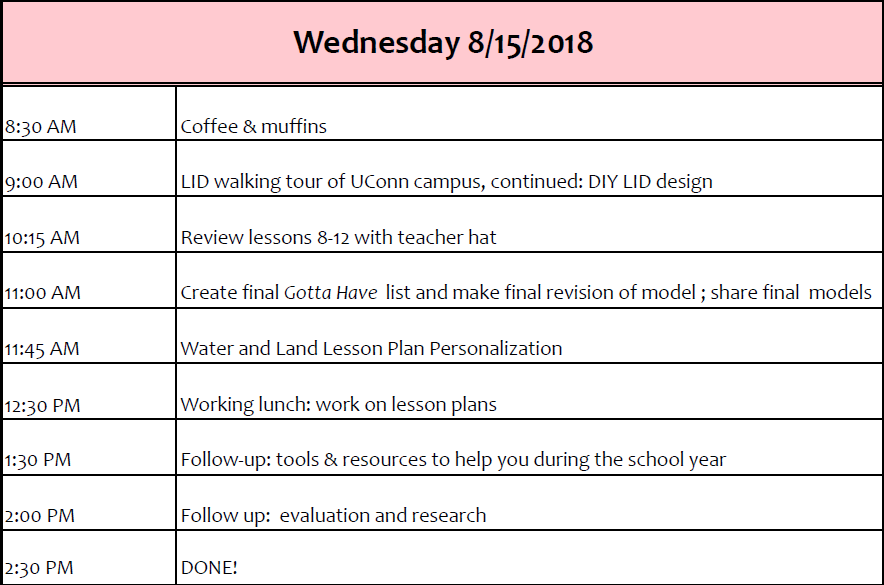 Wednesday 8/15/2018
8:30 AM Coffee & muffins
9:00 AM LID walking tour of UConn campus, continued: DIY LID design
10:15 AM Review lessons 8-12 with teacher hat
11:00 AM Create final Gotta Have list and make final revision of model ; share final models
11:45 AM Water and Land Lesson Plan Personalization
12:30 PM Working lunch: work on lesson plans
1:30 PM Follow-up: tools & resources to help you during the school year
2:00 PM Follow up: evaluation and research
2:30 PM DONE!